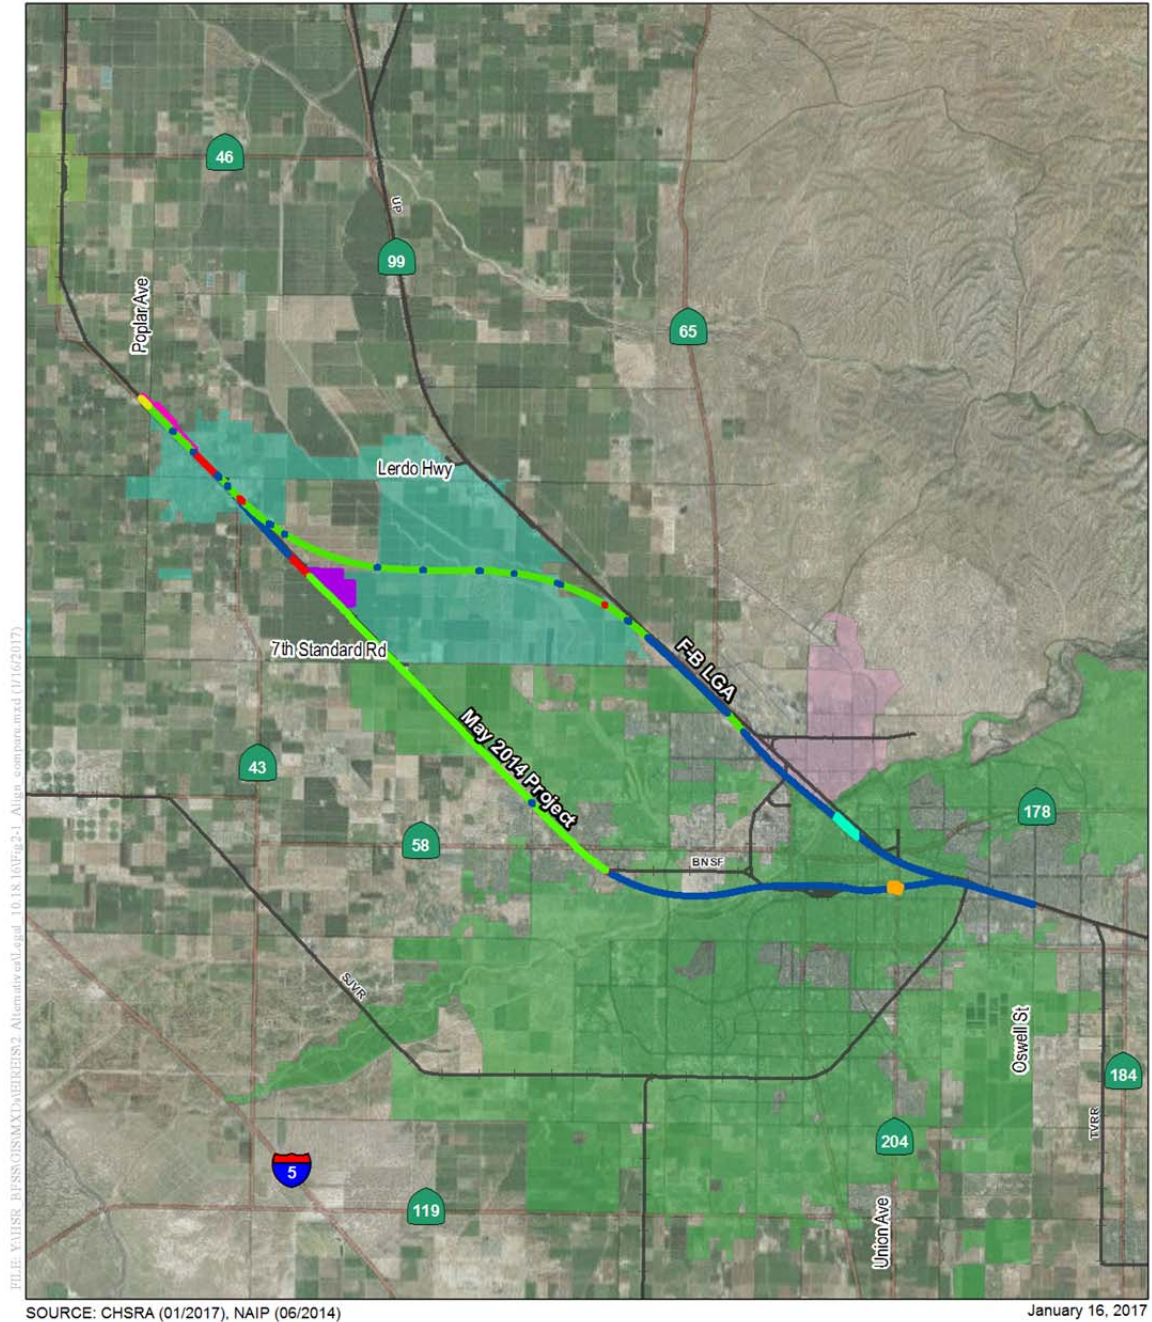 46
UP
99
Poplar Ave
65
Lerdo Hwy
F-B LGA
7th Standard Rd
May 2014 Project
43
178
58
BNSF
SJVR
Oswell St
184
TVRR
204
5
119
Union Ave
SOURCE: CHSRA (01/2017), NAIP (06/2014)
January 16, 2017